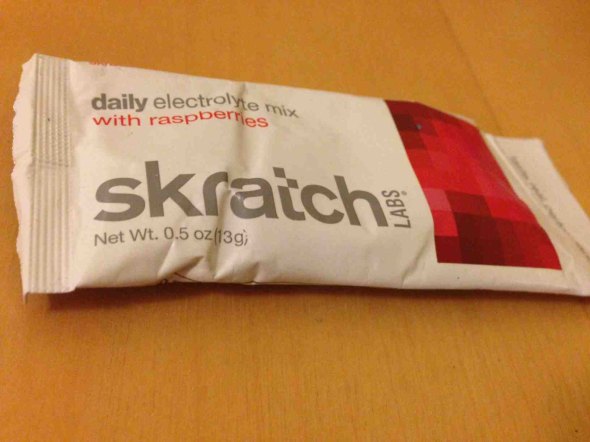 daily electrolyte mix
with raspberries
skratch
LABS®
Net Wt. 0.5 oz (13g)